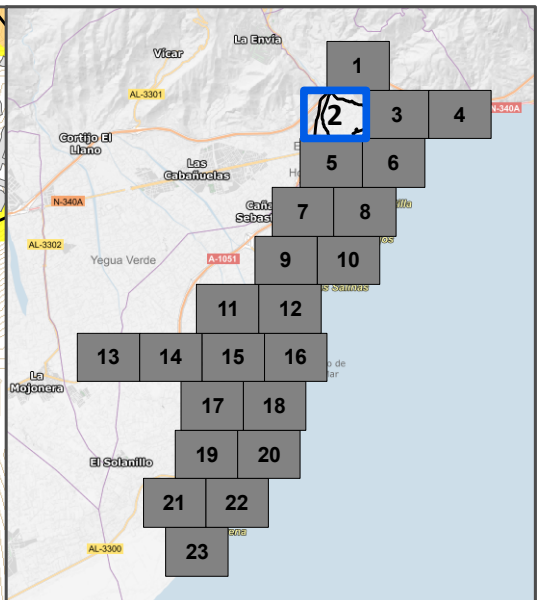 La Envía
Vícar
1
AL-3301
2
3
4
N-340A
Cortijo El
Llano
Las
Cabañuelas
5
6
N-340A
7
8
AL-3302
Yegua Verde
A-1051
9
10
11
12
13
14
15
16
La
Mojonera
17
18
El Solanillo
19
20
21
22
AL-3300
23